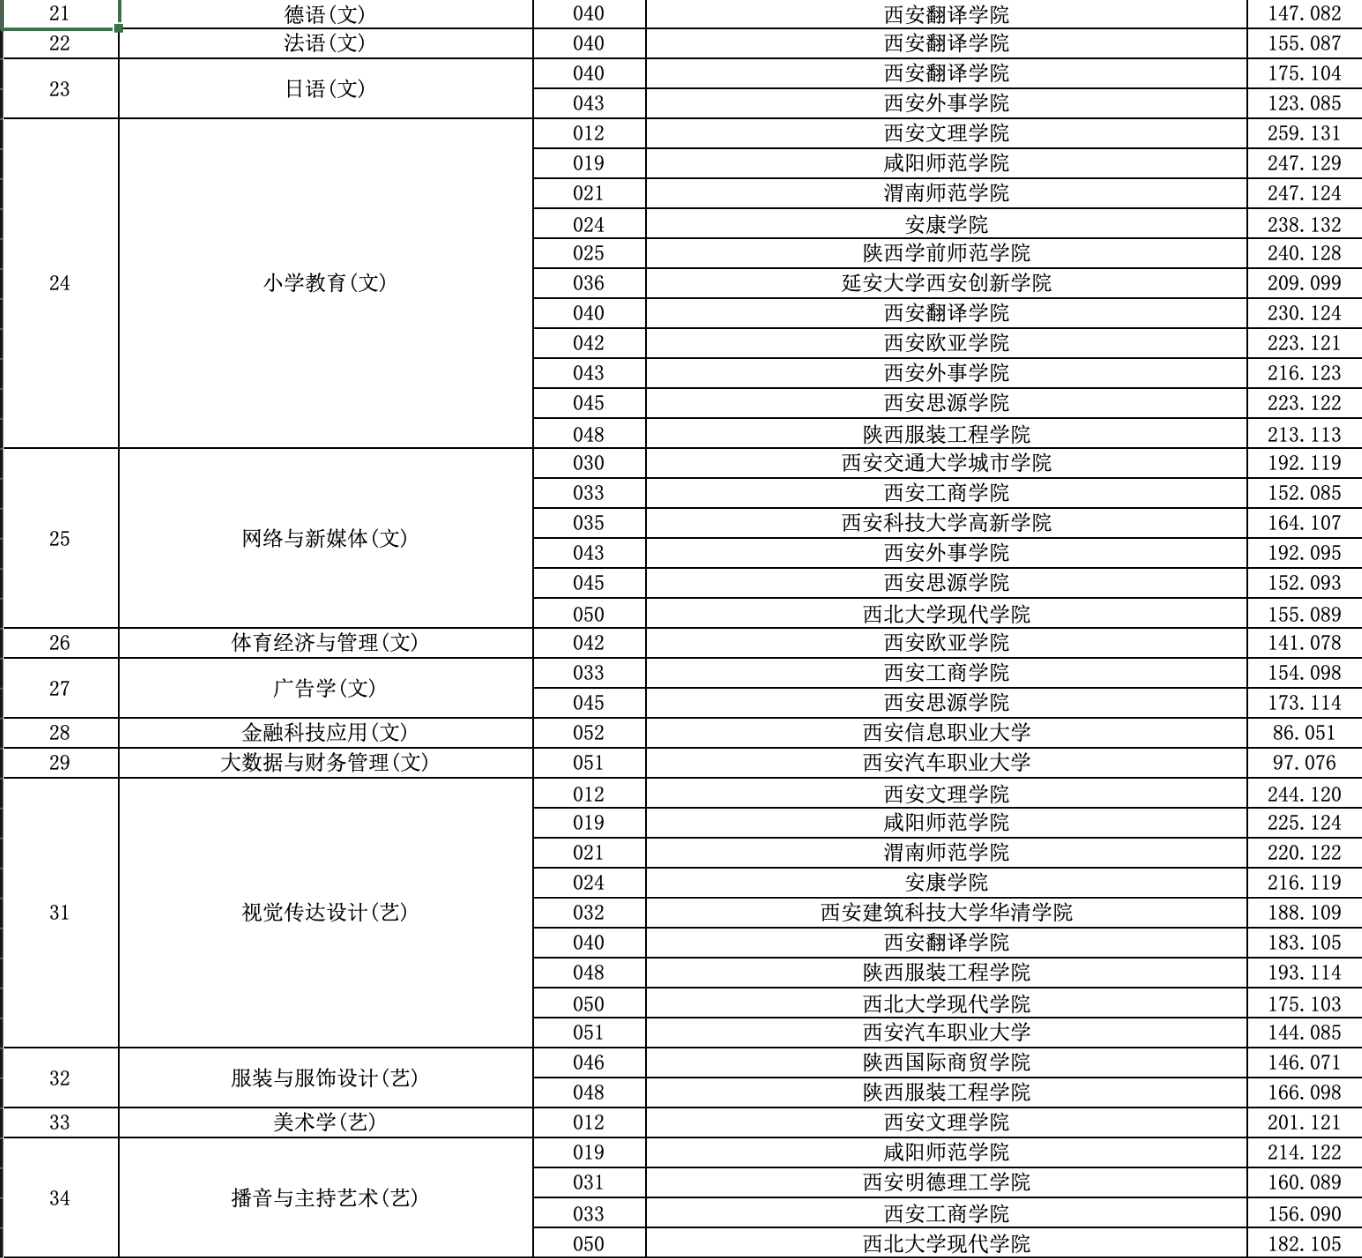 21 德语(文) 040 西安翻译学院 147.082
22 法语(文) 040 西安翻译学院 155.087
23 日语(文) 040 西安翻译学院 175.104
043 西安外事学院 123.085
24 小学教育(文) 012 西安文理学院 259.131
019 咸阳师范学院 247.129
021 渭南师范学院 247.124
024 安康学院 238.132
025 陕西学前师范学院 240.128
036 延安大学西安创新学院 209.099
040 西安翻译学院 230.124
042 西安欧亚学院 223.121
043 西安外事学院 216.123
045 西安思源学院 223.122
048 陕西服装工程学院 213.113
25 网络与新媒体(文) 030 西安交通大学城市学院 192.119
033 西安工商学院 152.085
035 西安科技大学高新学院 164.107
043 西安外事学院 192.095
045 西安思源学院 152.093
050 西北大学现代学院 155.089
26 体育经济与管理(文) 042 西安欧亚学院 141.078
27 广告学(文) 033 西安工商学院 154.098
045 西安思源学院 173.114
28 金融科技应用(文) 052 西安信息职业大学 86.051
29 大数据与财务管理(文) 051 西安汽车职业大学 97.076
31 视觉传达设计(艺) 012 西安文理学院 244.120
019 咸阳师范学院 225.124
021 渭南师范学院 220.122
024 安康学院 216.119
032 西安建筑科技大学华清学院 188.109
040 西安翻译学院 183.105
048 陕西服装工程学院 193.114
050 西北大学现代学院 175.103
051 西安汽车职业大学 144.085
32 服装与服饰设计(艺) 046 陕西国际商贸学院 146.071
048 陕西服装工程学院 166.098
33 美术学(艺) 012 西安文理学院 201.121
34 播音与主持艺术(艺) 019 咸阳师范学院 214.122
031 西安明德理工学院 160.089
033 西安工商学院 156.090
050 西北大学现代学院 182.105